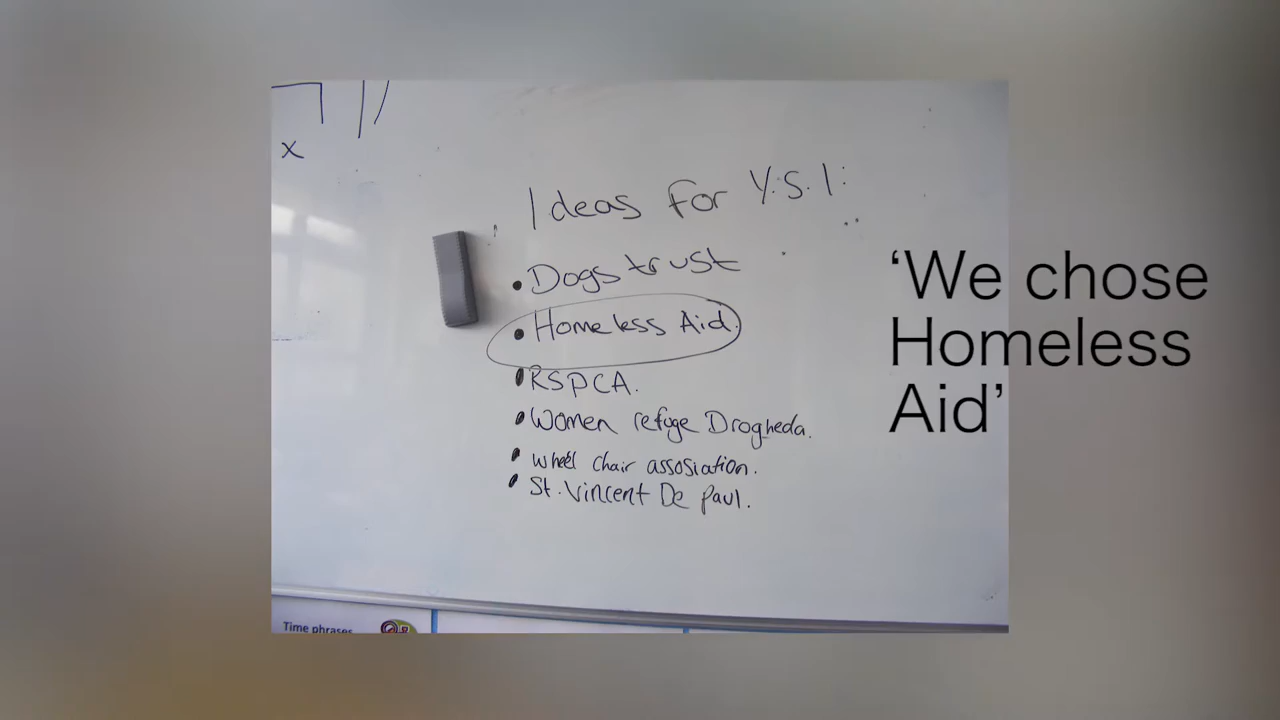 x
Ideas for Y.S.I:
• Dogs trust
• Homeless Aid.
• RSPCA.
• Women refuge Drogheda.
• wheel chair assosiation.
• St. Vincent De paul.
Time phrases
‘We chose
Homeless
Aid’